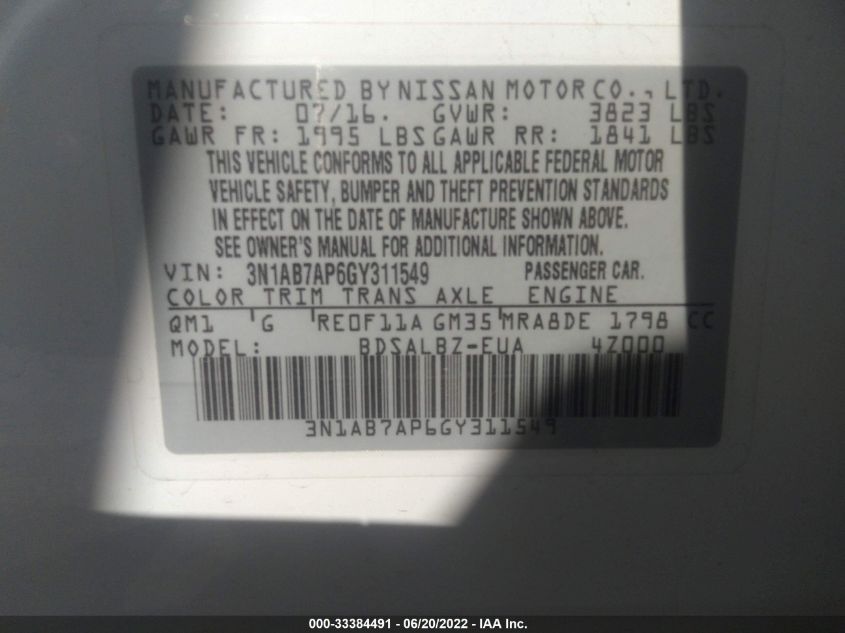 MANUFACTURED BY NISSAN MOTOR CO., LTD.
DATE: 07/16. GVWR: 3823 LBS
GAWR FR: 1995 LBS GAWR RR: 1841 LBS
THIS VEHICLE CONFORMS TO ALL APPLICABLE FEDERAL MOTOR
VEHICLE SAFETY, BUMPER AND THEFT PREVENTION STANDARDS
IN EFFECT ON THE DATE OF MANUFACTURE SHOWN ABOVE.
SEE OWNER'S MANUAL FOR ADDITIONAL INFORMATION.
VIN: 3N1AB7AP6GY311549 PASSENGER CAR.
COLOR TRIM TRANS AXLE ENGINE
QM1 G RE0F11A GM35 MRA8DE 1798 CC
MODEL: BDSALBZ-EUA 4Z000
3N1AB7AP6GY311549
000-33384491 - 06/20/2022 - IAA Inc.